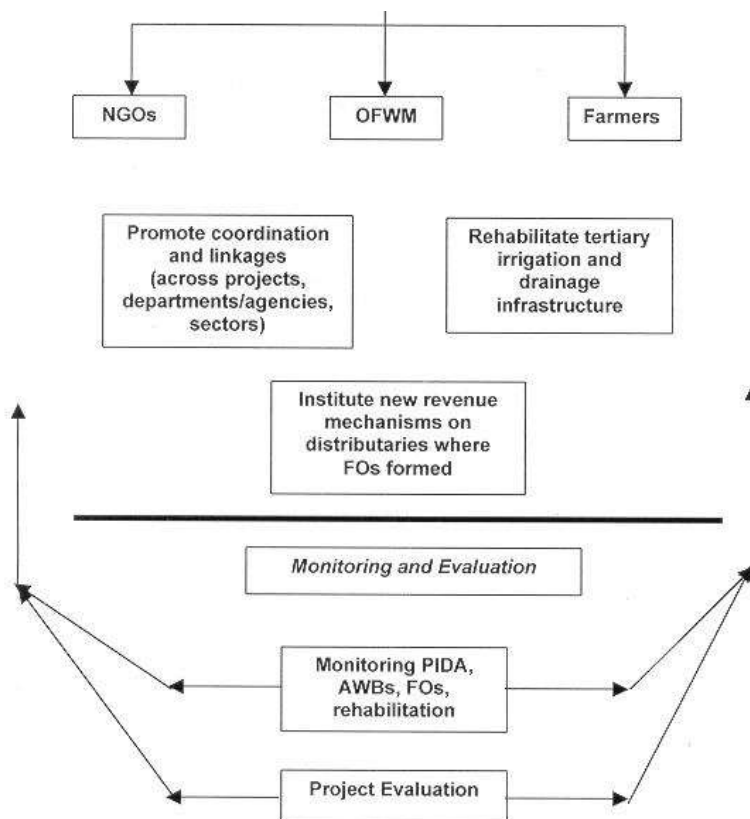 NGOs
OFWM
Farmers
Promote coordination
and linkages
(across projects,
departments/agencies,
sectors)
Rehabilitate tertiary
irrigation and
drainage
infrastructure
Institute new revenue
mechanisms on
distributaries where
FOs formed
Monitoring and Evaluation
Monitoring PIDA,
AWBs, FOs,
rehabilitation
Project Evaluation